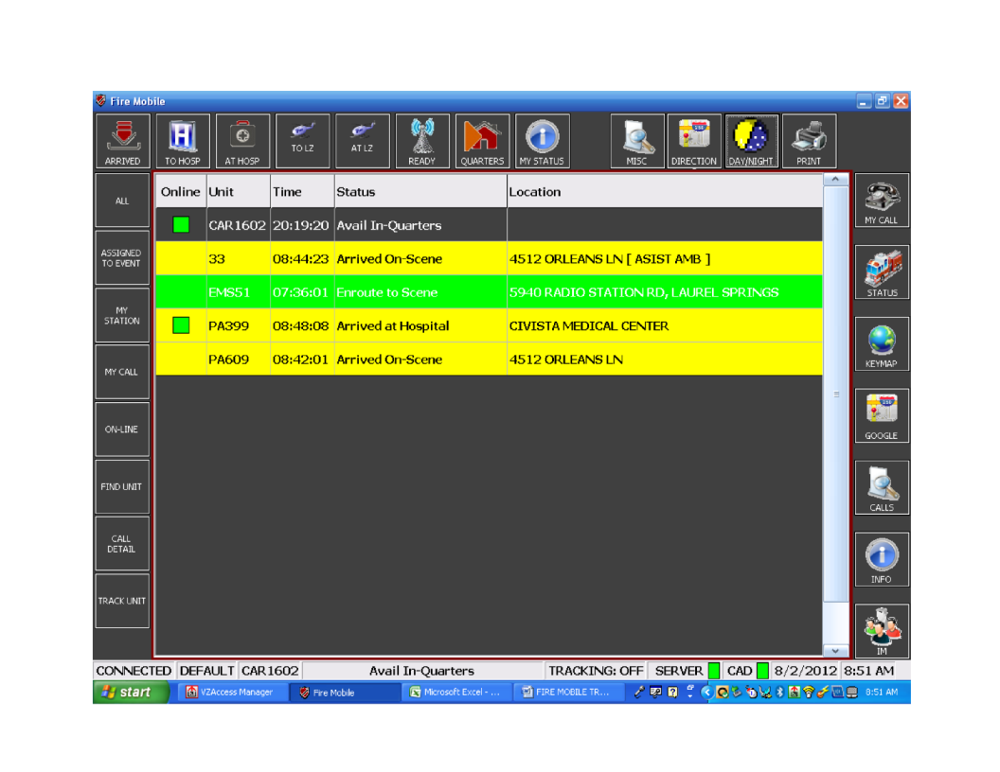 Fire Mobile
ARRIVED TO HOSP AT HOSP TO LZ AT LZ READY QUARTERS MY STATUS MISC DIRECTION DAY/NIGHT PRINT
ALL
ASSIGNED
TO EVENT
MY
STATION
MY CALL
ON-LINE
FIND UNIT
CALL
DETAIL
TRACK UNIT
Online Unit Time Status Location
CAR1602 20:19:20 Avail In-Quarters
33 08:44:23 Arrived On-Scene 4512 ORLEANS LN [ ASIST AMB ]
EMS51 07:36:01 Enroute to Scene 5940 RADIO STATION RD, LAUREL SPRINGS
PA399 08:48:08 Arrived at Hospital CIVISTA MEDICAL CENTER
PA609 08:42:01 Arrived On-Scene 4512 ORLEANS LN
MY CALL
STATUS
KEYMAP
GOOGLE
CALLS
INFO
IM
CONNECTED DEFAULT CAR1602 Avail In-Quarters TRACKING: OFF SERVER CAD 8/2/2012 8:51 AM
start VZAccess Manager Fire Mobile Microsoft Excel - ... FIRE MOBILE TR... 8:51 AM